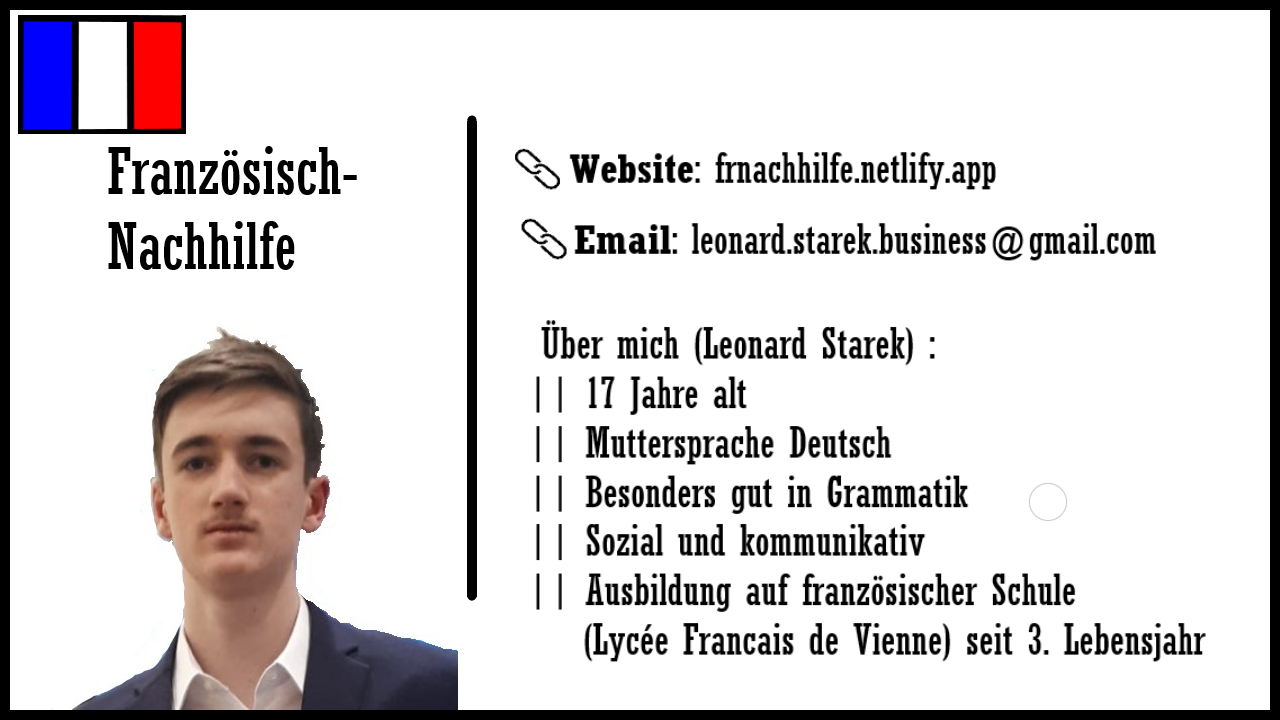 Französisch-
Nachhilfe
Website: frnachhilfe.netlify.app
Email: leonard.starek.business@gmail.com
Über mich (Leonard Starek) :
|| 17 Jahre alt
|| Muttersprache Deutsch
|| Besonders gut in Grammatik
|| Sozial und kommunikativ
|| Ausbildung auf französischer Schule
(Lycée Francais de Vienne) seit 3. Lebensjahr